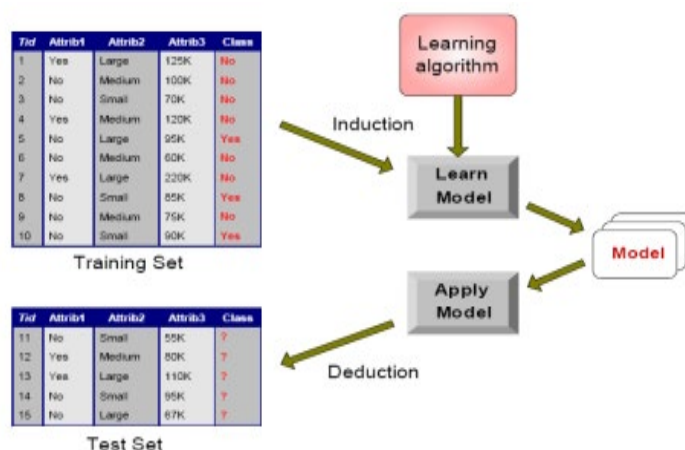 Tid Attrib1 Attrib2 Attrib3 Class
1 Yes Large 125K No
2 No Medium 100K No
3 No Small 70K No
4 Yes Medium 120K No
5 No Large 95K Yes
6 No Medium 60K No
7 Yes Large 220K No
8 No Small 85K Yes
9 No Medium 75K No
10 No Small 90K Yes
Training Set
Learning
algorithm
Induction
Learn
Model
Model
Apply
Model
Deduction
Tid Attrib1 Attrib2 Attrib3 Class
11 No Small 55K ?
12 Yes Medium 80K ?
13 Yes Large 110K ?
14 No Small 95K ?
15 No Large 67K ?
Test Set